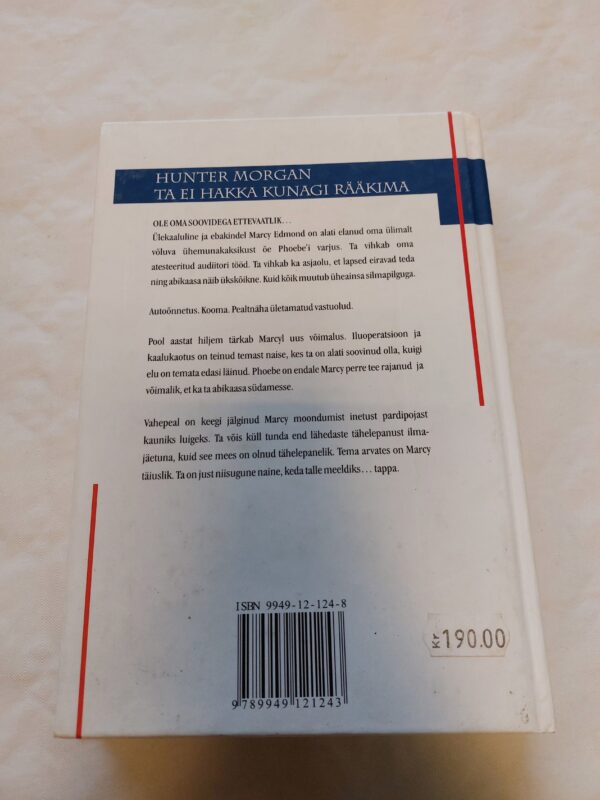 HUNTER MORGAN
TA EI HAKKA KUNAGI RÄÄKIMA
OLE OMA SOOVIDEGA ETTEVAATLIK...
Ülekaaluline ja ebakindel Marcy Edmond on alati elanud oma ülimalt
võluva ühemunakaksikust õe Phoebe'i varjus. Ta vihkab oma
atesteeritud audiitori tööd. Ta vihkab ka asjaolu, et lapsed eiravad teda
ning abikaasa näib ükskõikne. Kuid kõik muutub üheainsa silmapilguga.
Autoõnnetus. Kooma. Pealtnäha ületamatud vastuolud.
Pool aastat hiljem tärkab Marcyl uus võimalus. Iluoperatsioon ja
kaalukaotus on teinud temast naise, kes ta on alati soovinud olla, kuigi
elu on temata edasi läinud. Phoebe on endale Marcy perre tee rajanud ja
võimalik, et ka ta abikaasa südamesse.
Vahepeal on keegi jälginud Marcy moondumist inetust pardipojast
kauniks luigeks. Ta võis küll tunda end lähedaste tähelepanust ilma-
jäetuna, kuid see mees on olnud tähelepanelik. Tema arvates on Marcy
täiuslik. Ta on just niisugune naine, keda talle meeldiks... tappa.
ISBN 9949-12-124-8
9 789949 121243
Kr 190.00